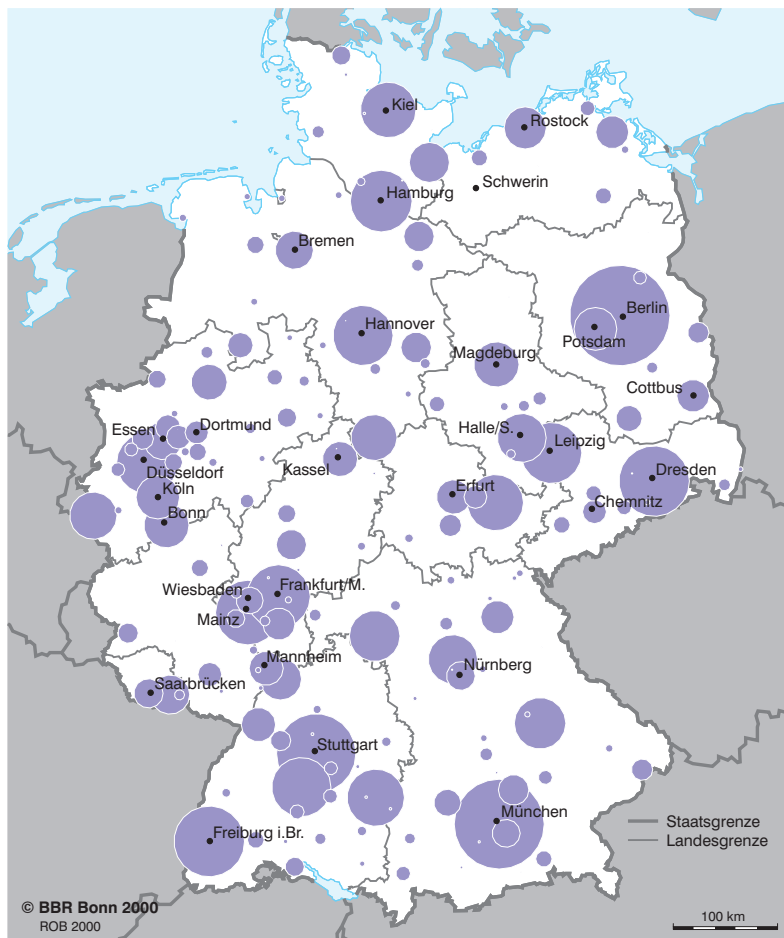 Kiel
Rostock
Schwerin
Hamburg
Bremen
Berlin
Hannover
Potsdam
Magdeburg
Cottbus
Essen
Dortmund
Halle/S.
Leipzig
Kassel
Düsseldorf
Dresden
Köln
Erfurt
Chemnitz
Bonn
Wiesbaden
Frankfurt/M.
Mainz
Mannheim
Nürnberg
Saarbrücken
Stuttgart
München
Staatsgrenze
Freiburg i.Br.
Landesgrenze
© BBR Bonn 2000
ROB 2000
100 km